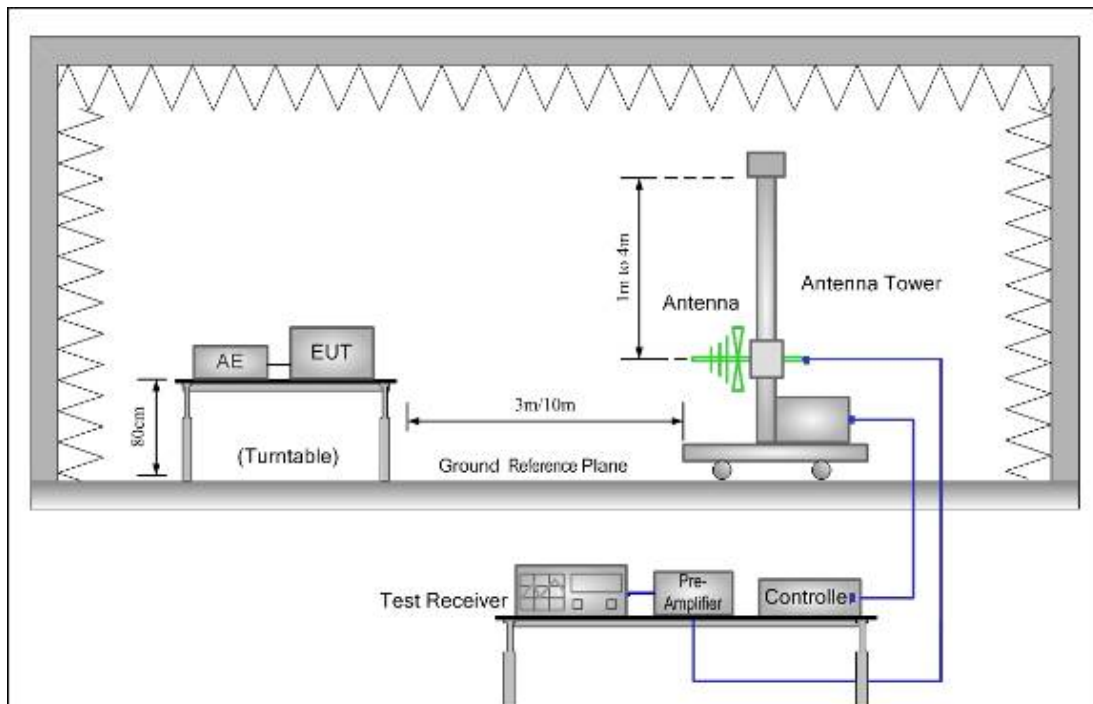 1m to 4m
Antenna Tower
Antenna
AE
EUT
80cm
3m/10m
(Turntable)
Ground Reference Plane
Test Receiver
Pre-
Amplifier
Controlle